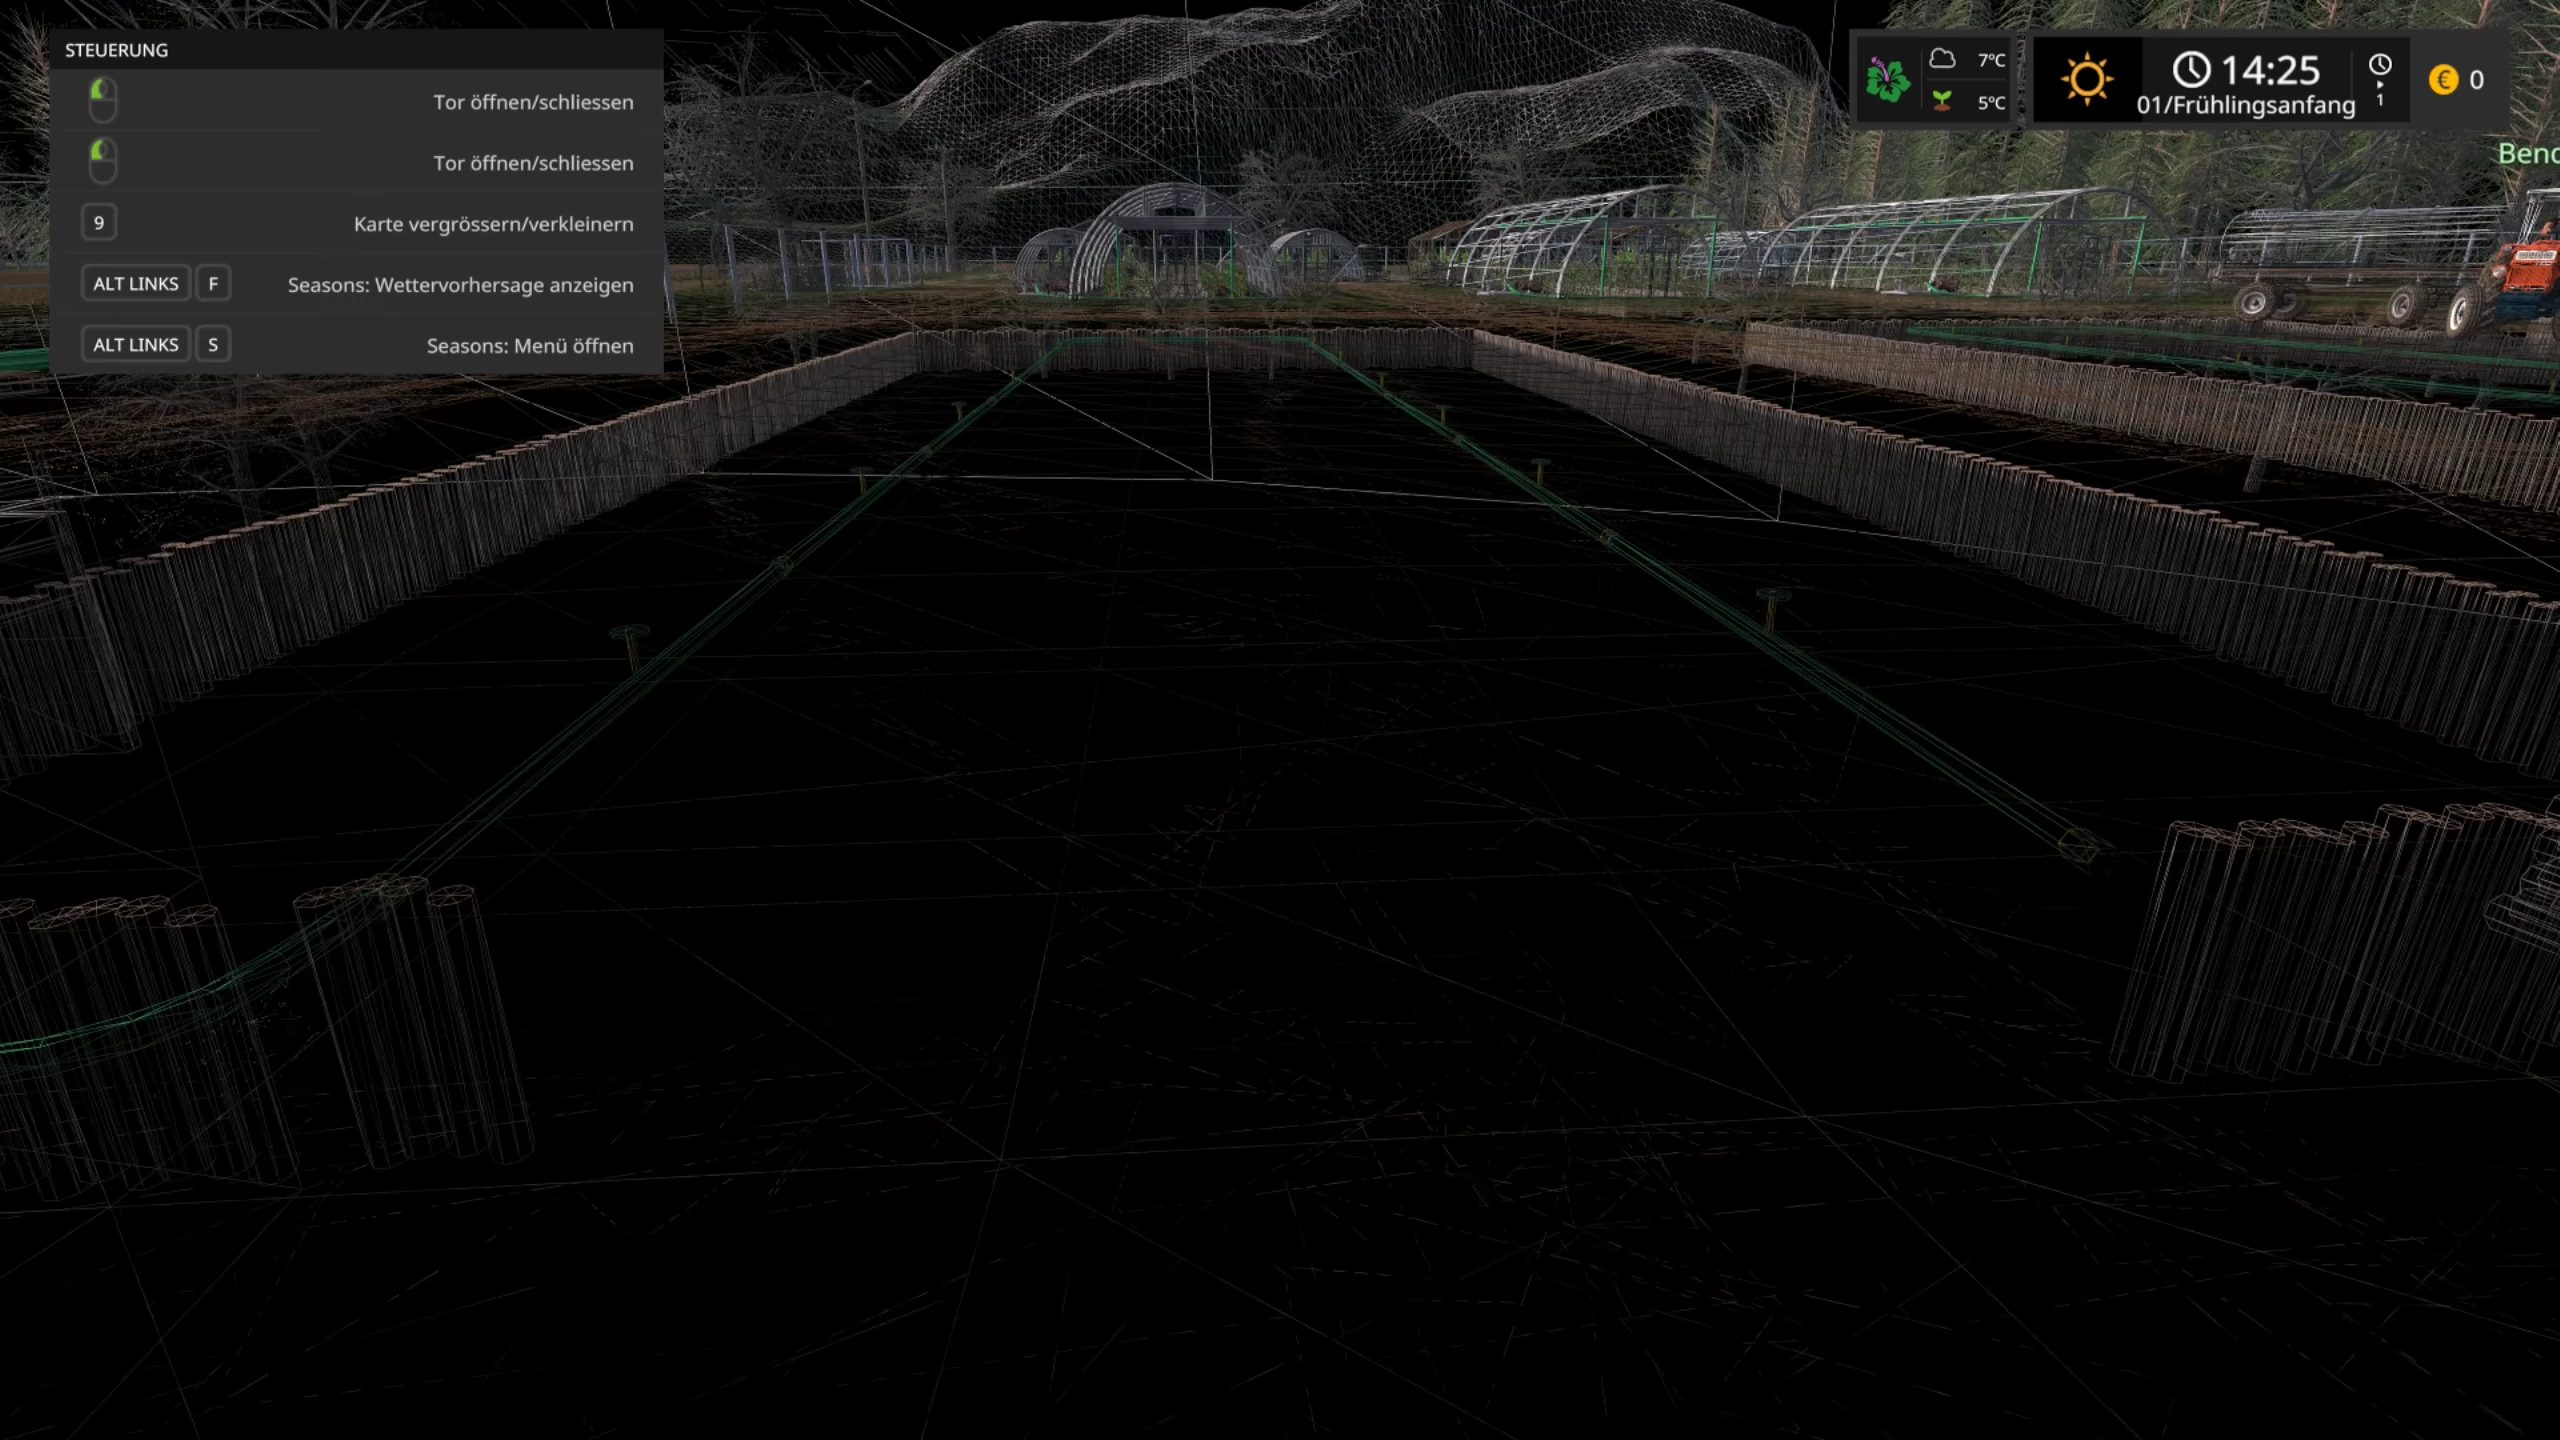 STEUERUNG
Tor öffnen/schliessen
Tor öffnen/schliessen
9 Karte vergrössern/verkleinern
ALT LINKS F Seasons: Wettervorhersage anzeigen
ALT LINKS S Seasons: Menü öffnen
7°C
5°C
14:25
01/Frühlingsanfang
1
€ 0
Benc